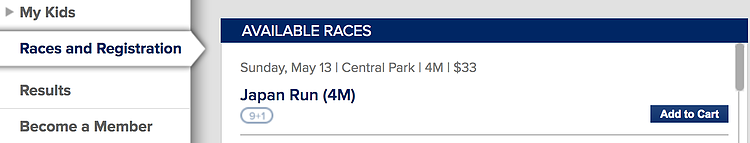 My Kids
Races and Registration
Results
Become a Member
AVAILABLE RACES
Sunday, May 13 | Central Park | 4M | $33
Japan Run (4M)
9+1
Add to Cart